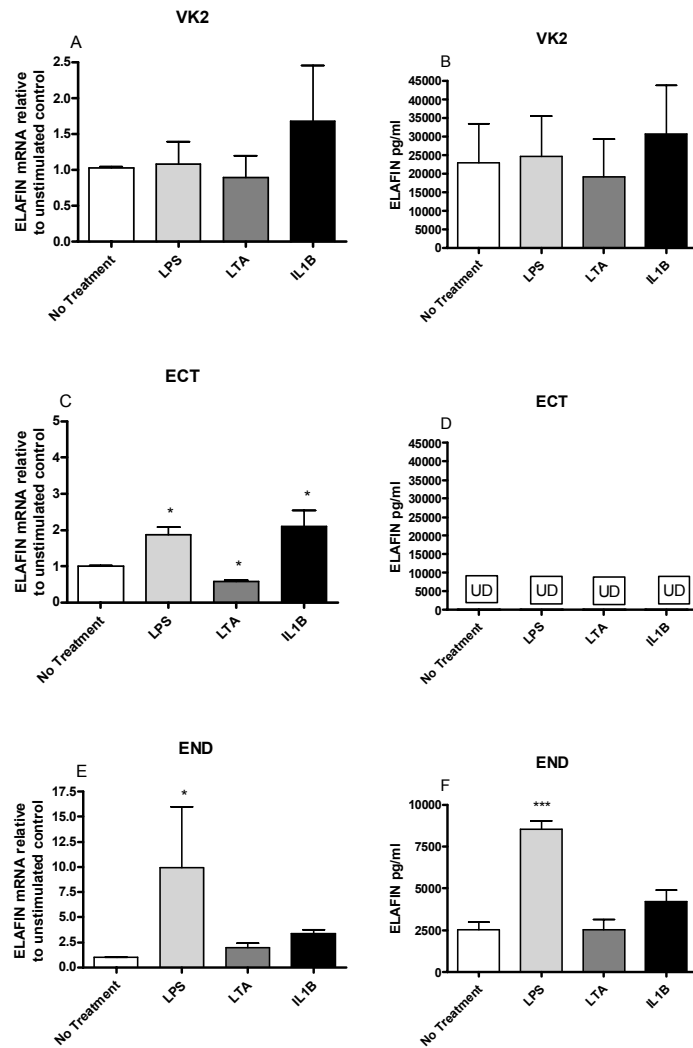 VK2
A
ELAFIN mRNA relative
to unstimulated control
2.5
2.0
1.5
1.0
0.5
0.0
No Treatment
LPS
LTA
IL1B
VK2
B
ELAFIN pg/ml
45000
40000
35000
30000
25000
20000
15000
10000
5000
0
No Treatment
LPS
LTA
IL1B
ECT
C
ELAFIN mRNA relative
to unstimulated control
5
4
3
2
1
0
*
*
*
No Treatment
LPS
LTA
IL1B
ECT
D
ELAFIN pg/ml
45000
40000
35000
30000
25000
20000
15000
10000
5000
0
UD
UD
UD
UD
No Treatment
LPS
LTA
IL1B
END
E
ELAFIN mRNA relative
to unstimulated control
17.5
15.0
12.5
10.0
7.5
5.0
2.5
0.0
*
No Treatment
LPS
LTA
IL1B
END
F
ELAFIN pg/ml
10000
7500
5000
2500
0
***
No Treatment
LPS
LTA
IL1B